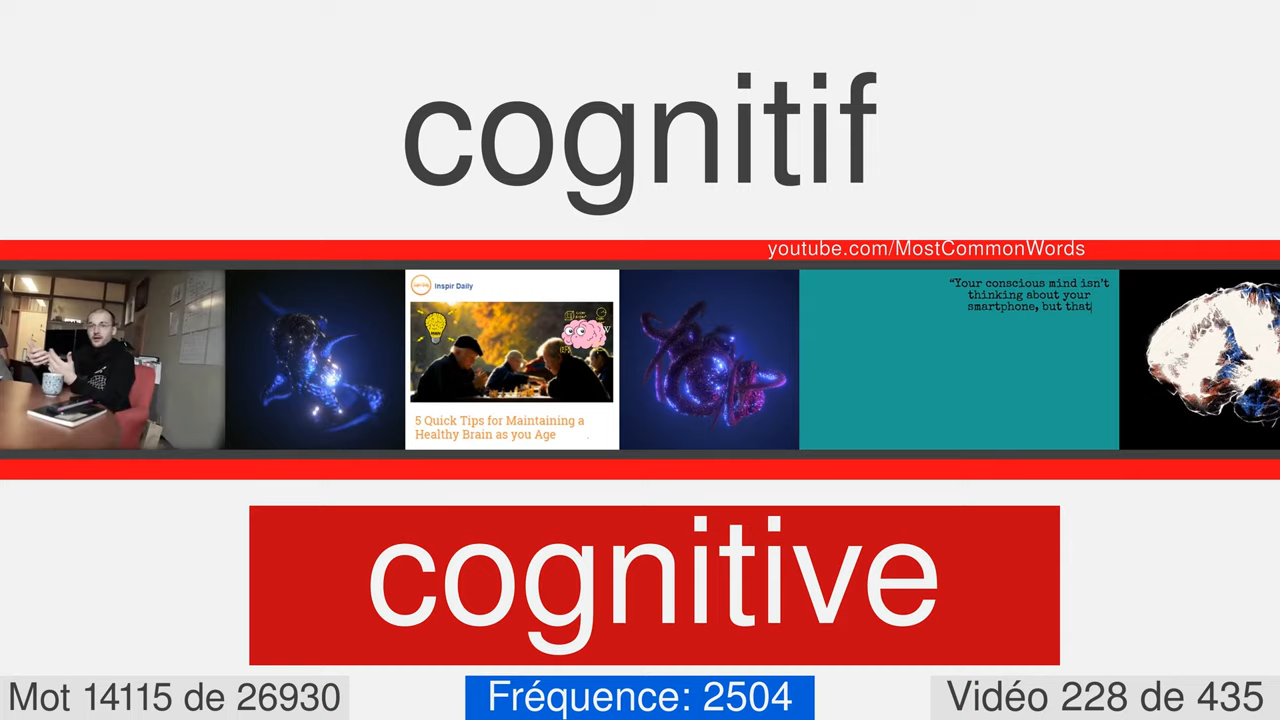 cognitif
youtube.com/MostCommonWords
Inspir Daily
5 Quick Tips for Maintaining a
Healthy Brain as you Age
“Your conscious mind isn’t
thinking about your
smartphone, but that
cognitive
Mot 14115 de 26930
Fréquence: 2504
Vidéo 228 de 435